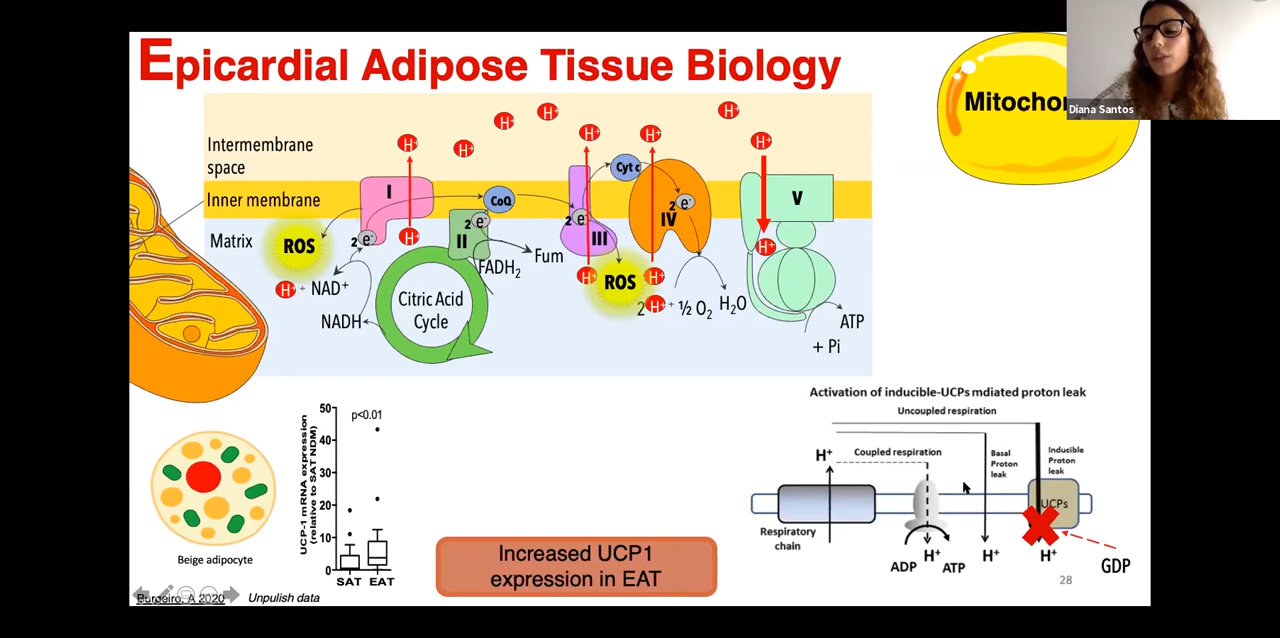 Epicardial Adipose Tissue Biology
Diana Santos
Intermembrane
space
Inner membrane
Matrix
H⁺
H⁺
H⁺
H⁺
H⁺
H⁺
H⁺
H⁺
I
CoQ
Cyt c
2 e⁻
II
2 e⁻
III
2 e⁻
IV
2 e⁻
V
ROS
H⁺
H⁺
H⁺
H⁺
FADH₂
Fum
ROS
H⁺ + NAD⁺
NADH
Citric Acid
Cycle
2 H⁺ + ½ O₂
H₂O
ATP
+ Pi
Beige adipocyte
UCP-1 mRNA expression
(relative to SAT NDM)
50
40
30
20
10
0
p<0.01
SAT EAT
Increased UCP1
expression in EAT
Activation of inducible-UCPs mdiated proton leak
Uncoupled respiration
Coupled respiration
H⁺
Basal
Proton
leak
Inducible
Proton
leak
UCPs
Respiratory
chain
ADP
H⁺
ATP
H⁺
H⁺
GDP
28
Burgeiro, A 2020
Unpulish data